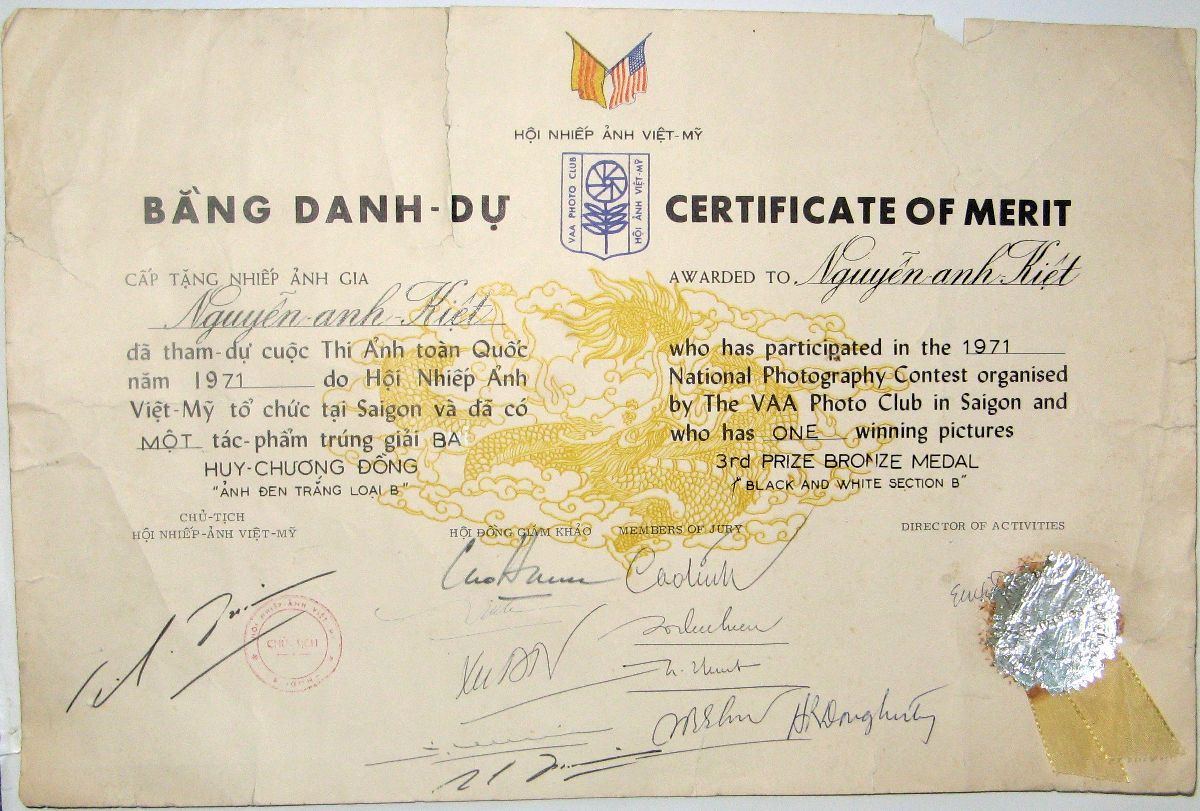 HỘI NHIẾP ẢNH VIỆT-MỸ
VAA PHOTO CLUB
HỘI ẢNH VIỆT-MỸ
BẰNG DANH-DỰ
CẤP TẶNG NHIẾP ẢNH GIA
Nguyễn-anh-Kiệt
đã tham-dự cuộc Thi Ảnh toàn Quốc
năm 1971 do Hội Nhiếp Ảnh
Việt-Mỹ tổ chức tại Saigon và đã có
MỘT tác-phẩm trúng giải BA
HUY-CHƯƠNG ĐỒNG
"ẢNH ĐEN TRẮNG LOẠI B"
CHỦ-TỊCH
HỘI NHIẾP-ẢNH VIỆT-MỸ
CERTIFICATE OF MERIT
AWARDED TO Nguyễn-anh-Kiệt
who has participated in the 1971
National Photography Contest organised
by The VAA Photo Club in Saigon and
who has ONE winning pictures
3rd PRIZE BRONZE MEDAL
"BLACK AND WHITE SECTION B"
HỘI ĐỒNG GIÁM KHẢO MEMBERS OF JURY
DIRECTOR OF ACTIVITIES
CHỦ-TỊCH
XUÂN